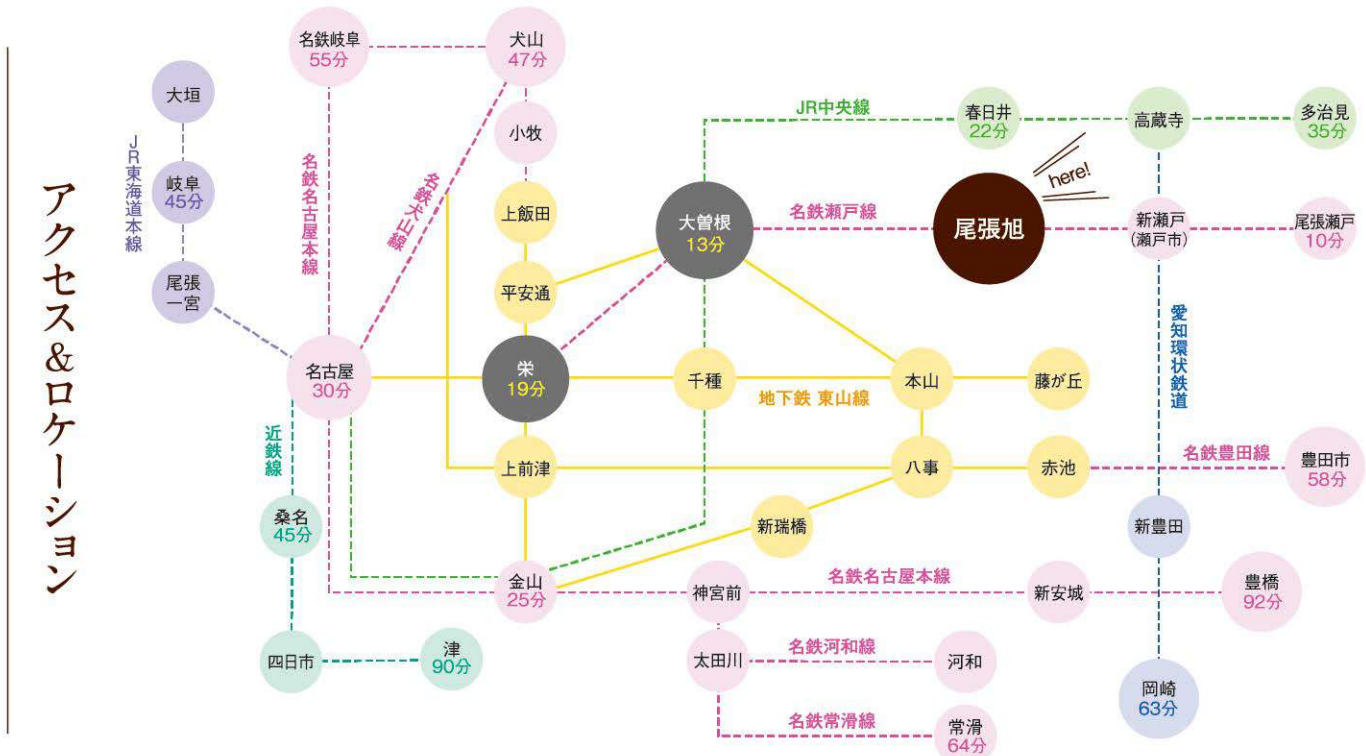 アクセス&ロケーション
名鉄岐阜
55分
犬山
47分
大垣
小牧
JR中央線
春日井
22分
高蔵寺
多治見
35分
here!
JR東海道本線
岐阜
45分
名鉄名古屋本線
名鉄犬山線
上飯田
大曽根
13分
名鉄瀬戸線
尾張旭
新瀬戸
(瀬戸市)
尾張瀬戸
10分
尾張
一宮
平安通
愛知環状鉄道
名古屋
30分
栄
19分
千種
地下鉄 東山線
本山
藤が丘
近鉄線
上前津
八事
赤池
名鉄豊田線
豊田市
58分
桑名
45分
新瑞橋
新豊田
金山
25分
神宮前
名鉄名古屋本線
新安城
豊橋
92分
四日市
津
90分
太田川
名鉄河和線
河和
岡崎
63分
名鉄常滑線
常滑
64分